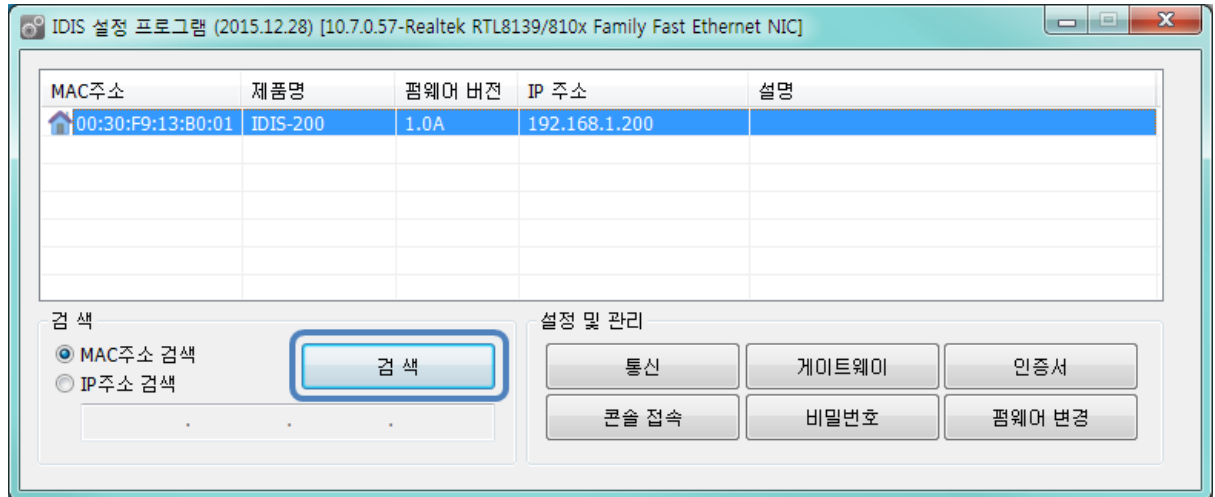 IDIS 설정 프로그램 (2015.12.28) [10.7.0.57-Realtek RTL8139/810x Family Fast Ethernet NIC]
MAC주소 제품명 펌웨어 버전 IP 주소 설명
00:30:F9:13:B0:01 IDIS-200 1.0A 192.168.1.200
검 색
MAC주소 검색
IP주소 검색
검 색
. . .
설정 및 관리
통신 게이트웨이 인증서
콘솔 접속 비밀번호 펌웨어 변경